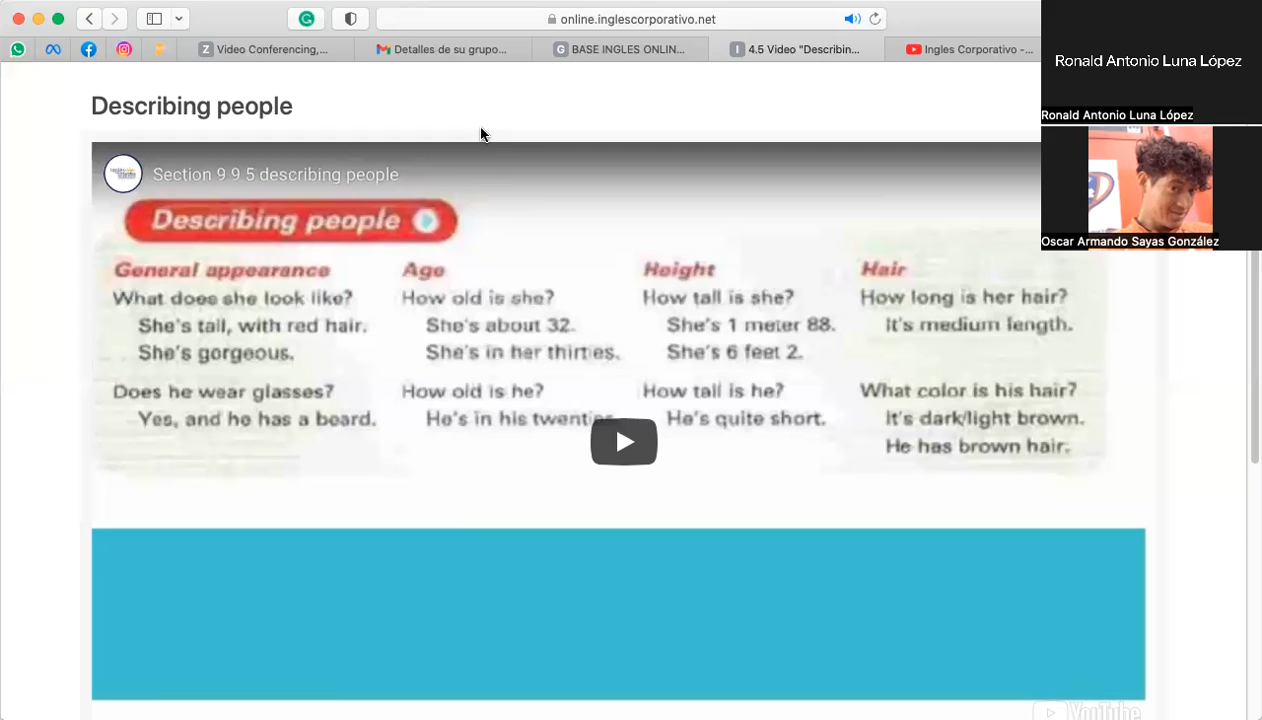 online.inglescorporativo.net
Video Conferencing,...
Detalles de su grupo...
BASE INGLES ONLIN...
4.5 Video "Describin...
Ingles Corporativo -...
Ronald Antonio Luna López
Ronald Antonio Luna López
Oscar Armando Sayas González
Describing people
Section 9 9 5 describing people
Describing people
General appearance
What does she look like?
She's tall, with red hair.
She's gorgeous.
Does he wear glasses?
Yes, and he has a beard.
Age
How old is she?
She's about 32.
She's in her thirties.
How old is he?
He's in his twenties.
Height
How tall is she?
She's 1 meter 88.
She's 6 feet 2.
How tall is he?
He's quite short.
Hair
How long is her hair?
It's medium length.
What color is his hair?
It's dark/light brown.
He has brown hair.
YouTube